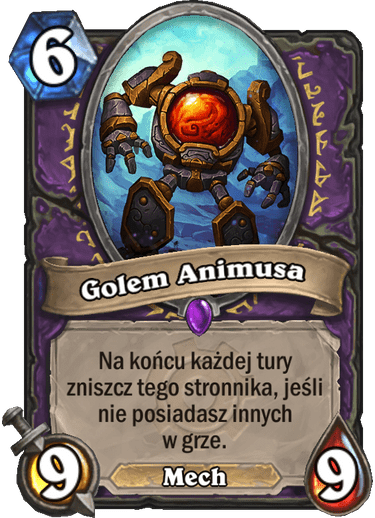 6
Golem Animusa
Na końcu każdej tury
zniszcz tego stronnika, jeśli
nie posiadasz innych
w grze.
9
Mech
9